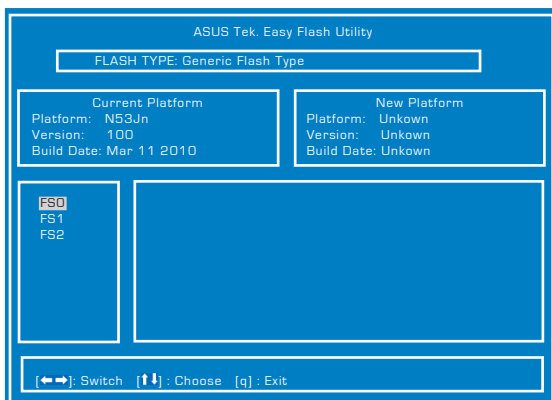 ASUS Tek. Easy Flash Utility
FLASH TYPE: Generic Flash Type
Current Platform
Platform: N53Jn
Version: 100
Build Date: Mar 11 2010
New Platform
Platform: Unkown
Version: Unkown
Build Date: Unkown
FS0
FS1
FS2
[←→]: Switch [↑↓] : Choose [q] : Exit